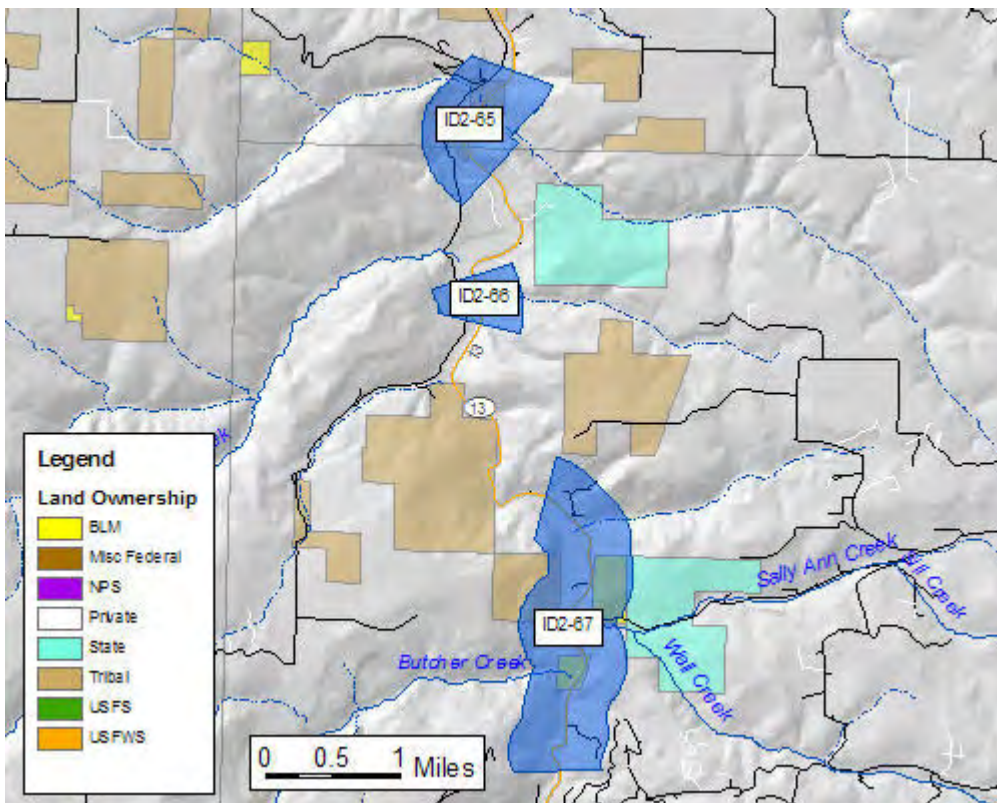 ID2-65
ID2-66
13
ek
Sally Ann Creek
Creek
ID2-67
Butcher Creek
Wall Creek
Legend
Land Ownership
BLM
Misc Federal
NPS
Private
State
Tribal
USFS
USFWS
0 0.5 1 Miles